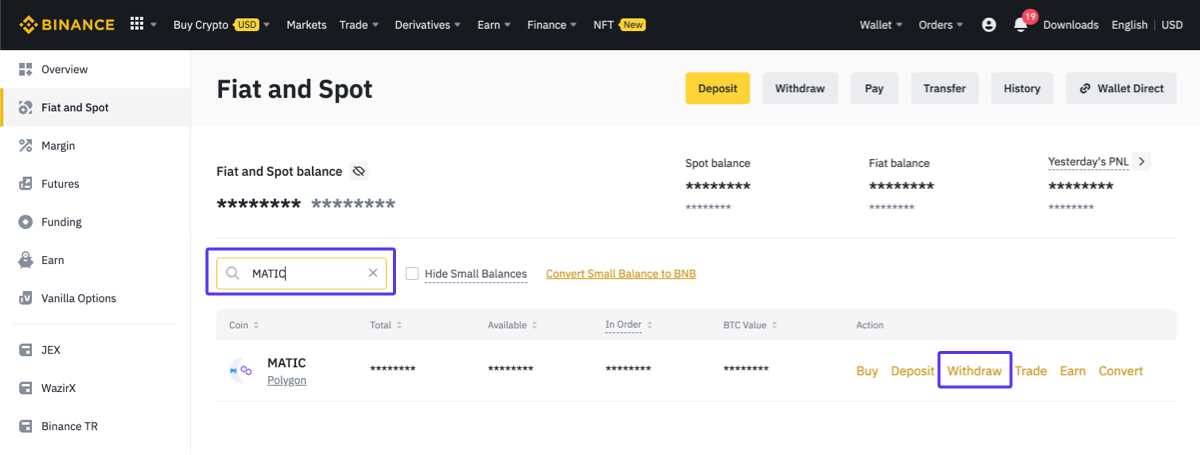 BINANCE Buy Crypto USD Markets Trade Derivatives Earn Finance NFT New Wallet Orders 19 Downloads English | USD
Overview
Fiat and Spot
Margin
Futures
Funding
Earn
Vanilla Options
JEX
WazirX
Binance TR
Fiat and Spot
Deposit Withdraw Pay Transfer History Wallet Direct
Fiat and Spot balance
******** ********
Spot balance
********
********
Fiat balance
********
********
Yesterday's PNL
********
********
MATIC
Hide Small Balances Convert Small Balance to BNB
Coin Total Available In Order BTC Value Action
MATIC
Polygon
******** ******** ******** ******** Buy Deposit Withdraw Trade Earn Convert